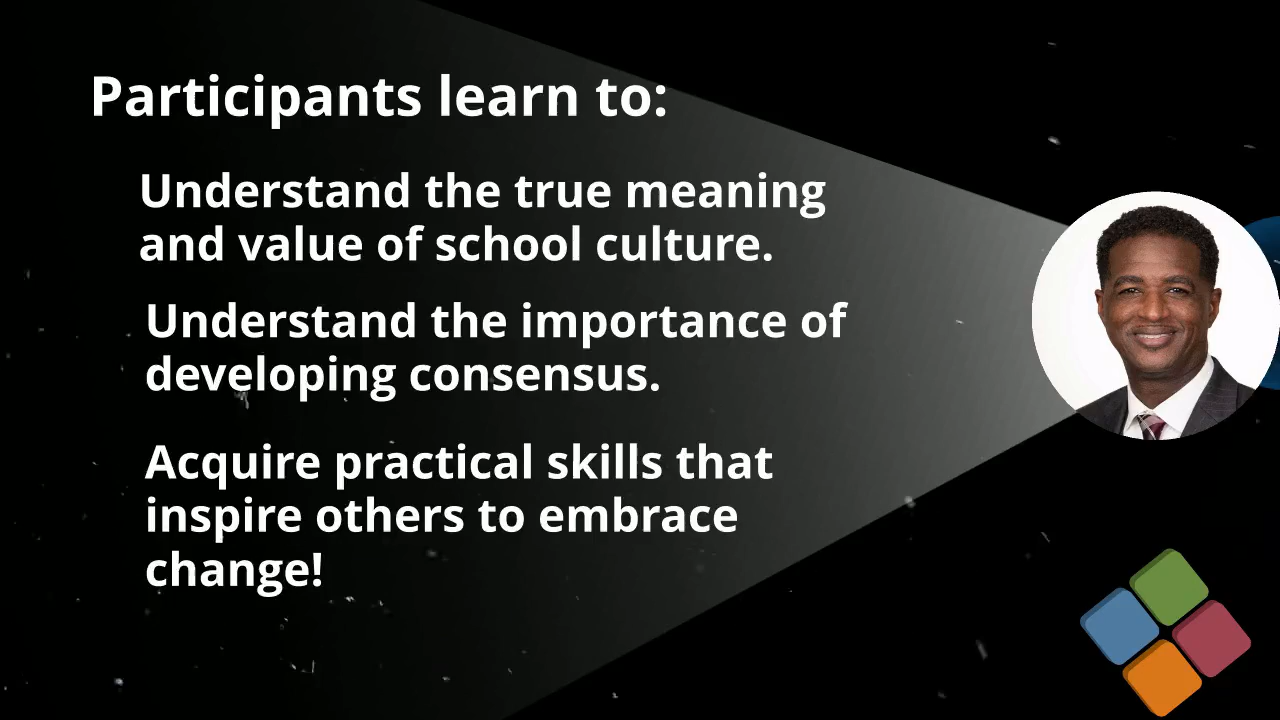 Participants learn to:
Understand the true meaning
and value of school culture.
Understand the importance of
developing consensus.
Acquire practical skills that
inspire others to embrace
change!